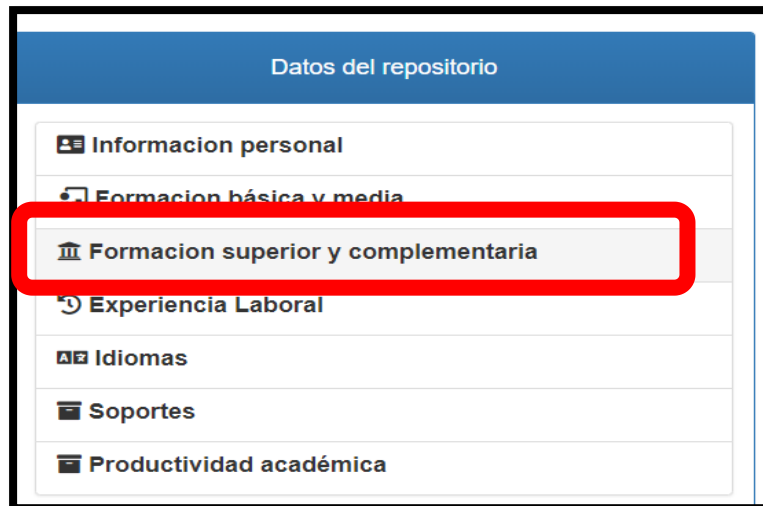 Datos del repositorio
Informacion personal
Formacion básica y media
Formacion superior y complementaria
Experiencia Laboral
Idiomas
Soportes
Productividad académica